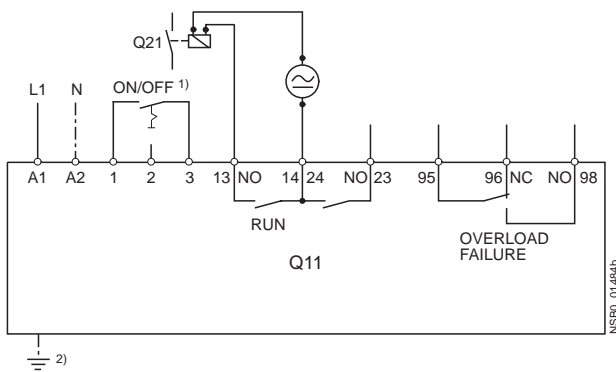 Q21
L1 N ON/OFF 1)
A1 A2 1 2 3 13 NO 14 24 NO 23 95 96 NC NO 98
RUN
OVERLOAD
FAILURE
Q11
NSB0_01484b
2)